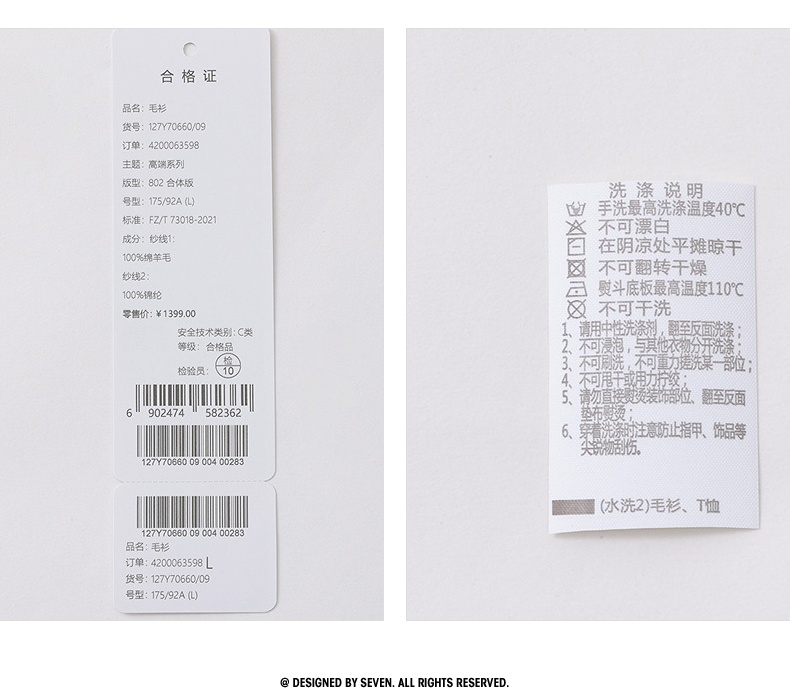 合格证
品名：毛衫
货号：127Y70660/09
订单：4200063598
主题：高端系列
版型：802 合体版
号型：175/92A (L)
标准：FZ/T 73018-2021
成分：纱线1：
100%绵羊毛
纱线2：
100%锦纶
零售价：￥1399.00
安全技术类别：C类
等级：合格品
检验员：检 10
6 902474 582362
127Y70660 09 004 00283
127Y70660 09 004 00283
品名：毛衫
订单：4200063598 L
货号：127Y70660/09
号型：175/92A (L)
洗涤说明
手洗最高洗涤温度40℃
不可漂白
在阴凉处平摊晾干
不可翻转干燥
熨斗底板最高温度110℃
不可干洗
1、请用中性洗涤剂，翻至反面洗涤；
2、不可浸泡，与其他衣物分开洗涤；
3、不可刷洗，不可重力搓洗某一部位；
4、不可甩干或用力拧绞；
5、请勿直接熨烫装饰部位、翻至反面
垫布熨烫；
6、穿着洗涤时注意防止指甲、饰品等
尖锐物刮伤。
(水洗2)毛衫、T恤
@ DESIGNED BY SEVEN. ALL RIGHTS RESERVED.